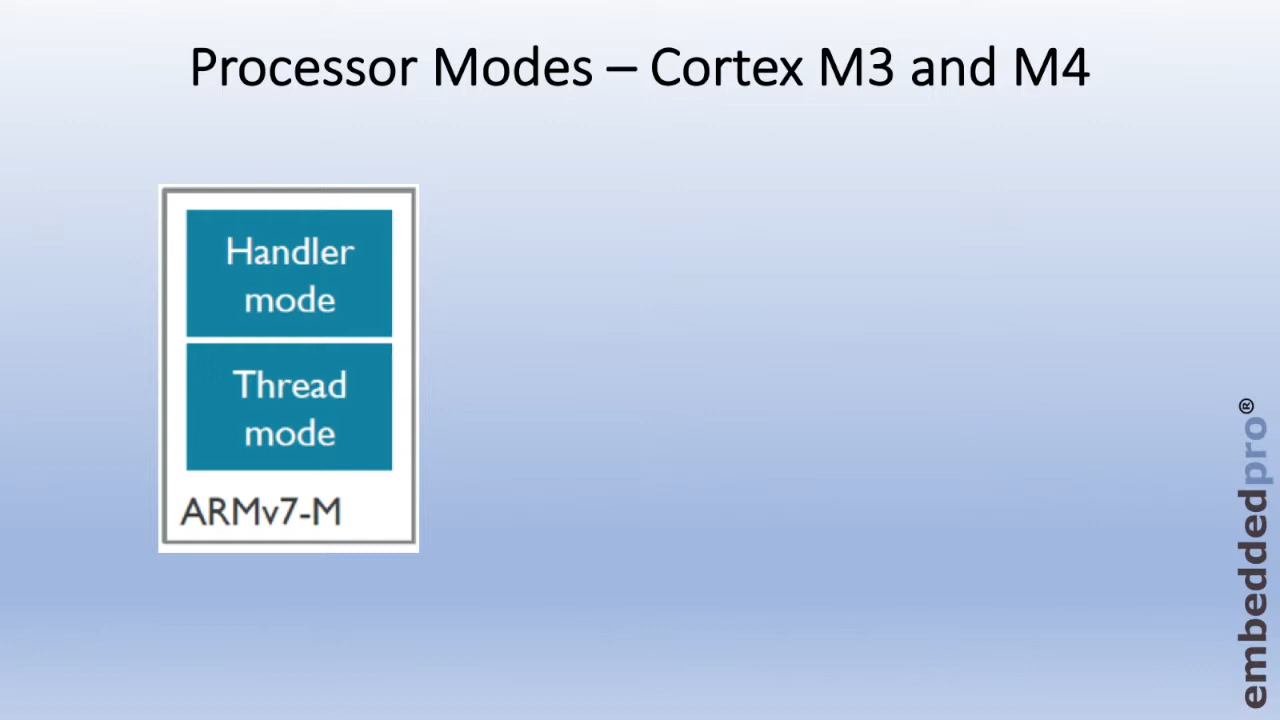 Processor Modes – Cortex M3 and M4
Handler
mode
Thread
mode
ARMv7-M
embeddedpro®